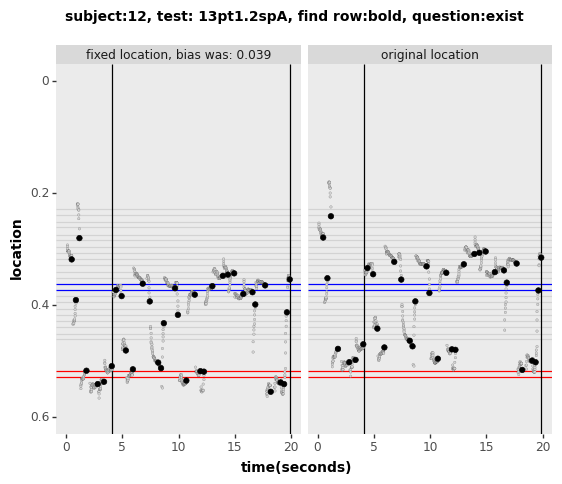 subject:12, test: 13pt1.2spA, find row:bold, question:exist
fixed location, bias was: 0.039
original location
0
0.2
0.4
0.6
location
0 5 10 15 20
0 5 10 15 20
time(seconds)